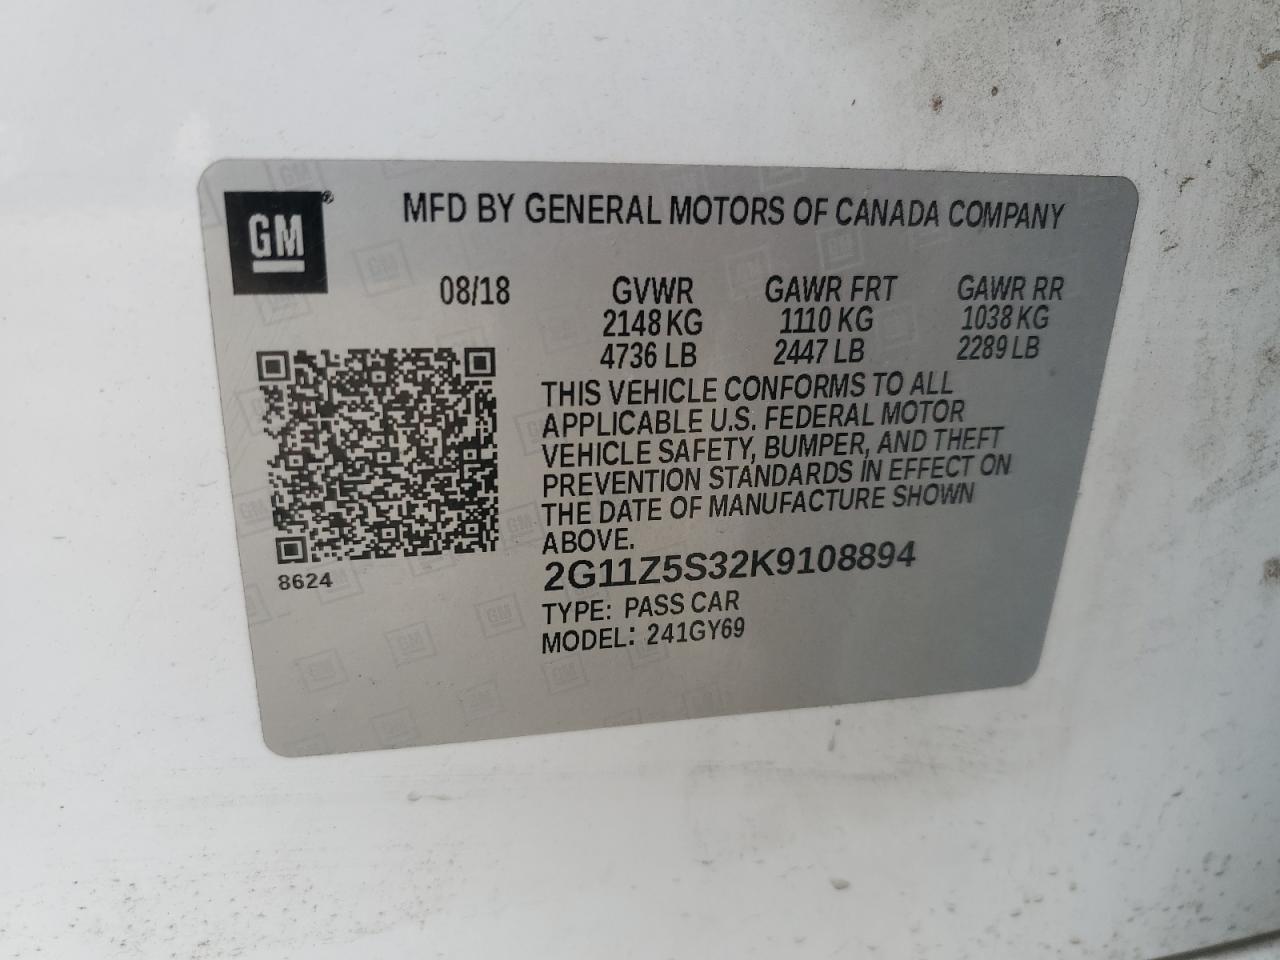 GM®
MFD BY GENERAL MOTORS OF CANADA COMPANY
08/18 GVWR GAWR FRT GAWR RR
2148 KG 1110 KG 1038 KG
4736 LB 2447 LB 2289 LB
THIS VEHICLE CONFORMS TO ALL
APPLICABLE U.S. FEDERAL MOTOR
VEHICLE SAFETY, BUMPER, AND THEFT
PREVENTION STANDARDS IN EFFECT ON
THE DATE OF MANUFACTURE SHOWN
ABOVE.
8624
2G11Z5S32K9108894
TYPE: PASS CAR
MODEL: 241GY69